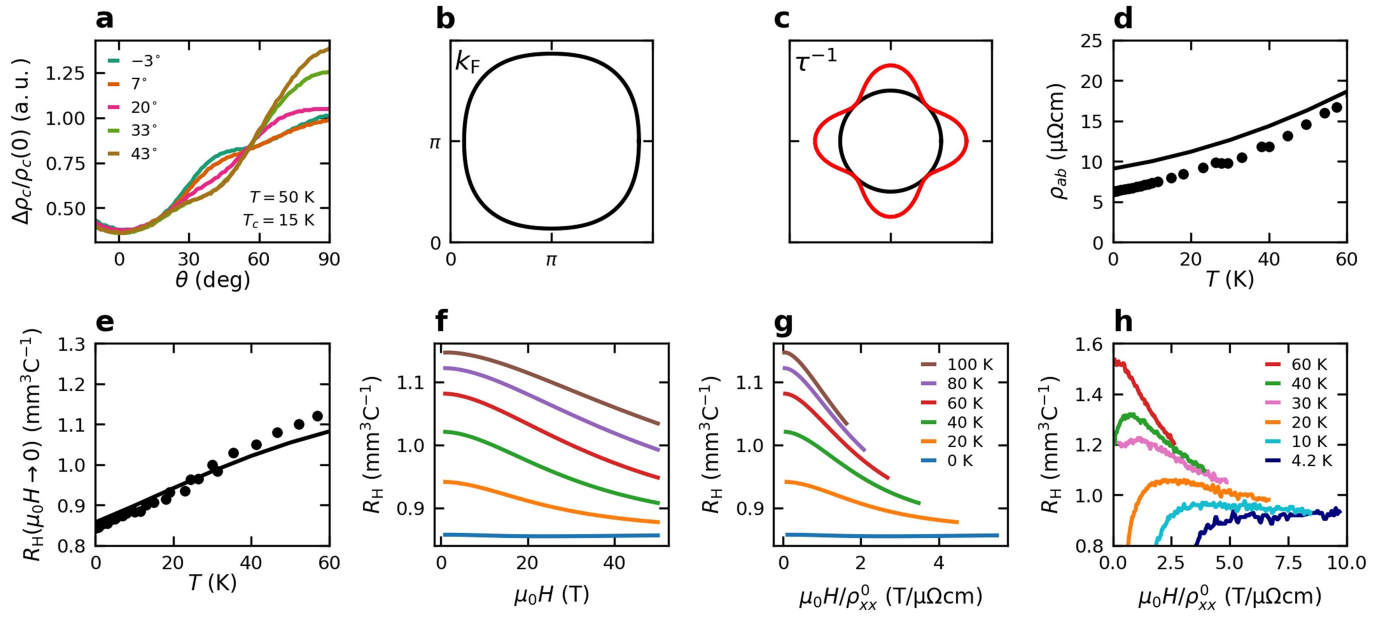 a
Δρc/ρc(0) (a. u.)
1.25
1.00
0.75
0.50
−3°
7°
20°
33°
43°
T = 50 K
Tc = 15 K
0
30
60
90
θ (deg)
b
kF
π
0
0
π
c
τ−1
d
ρab (μΩcm)
25
20
15
10
5
0
0
20
40
60
T (K)
e
RH(μ0H → 0) (mm3C−1)
1.3
1.2
1.1
1.0
0.9
0.8
0
20
40
60
T (K)
f
RH (mm3C−1)
1.1
1.0
0.9
0
20
40
μ0H (T)
g
RH (mm3C−1)
1.1
1.0
0.9
100 K
80 K
60 K
40 K
20 K
0 K
0
2
4
μ0H/ρ0xx (T/μΩcm)
h
RH (mm3C−1)
1.6
1.4
1.2
1.0
0.8
60 K
40 K
30 K
20 K
10 K
4.2 K
0.0
2.5
5.0
7.5
10.0
μ0H/ρ0xx (T/μΩcm)